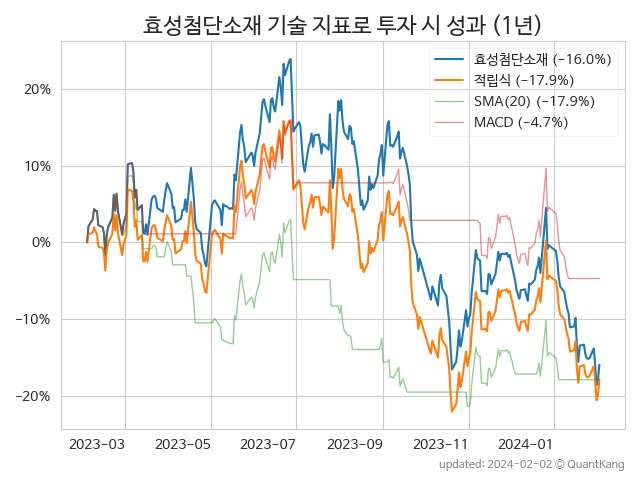 효성첨단소재 기술 지표로 투자 시 성과 (1년)
효성첨단소재 (−16.0%)
적립식 (−17.9%)
SMA(20) (−17.9%)
MACD (−4.7%)
20%
10%
0%
−10%
−20%
2023-03
2023-05
2023-07
2023-09
2023-11
2024-01
updated: 2024-02-02 © QuantKang